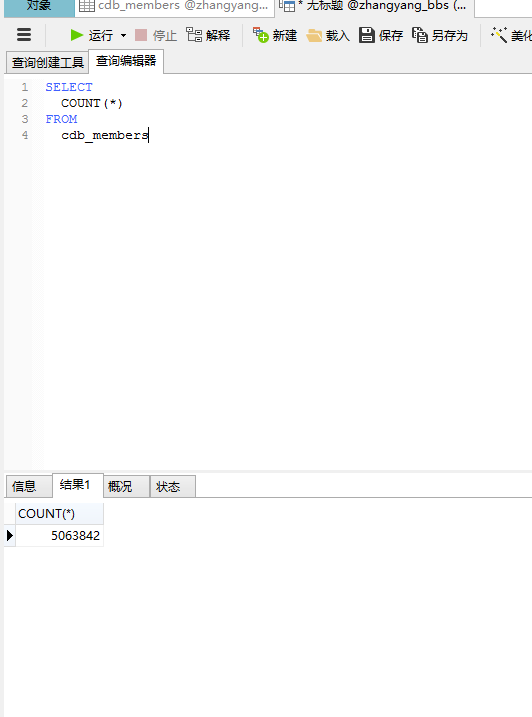 对象 cdb_members @zhangyang... * 无标题 @zhangyang_bbs (...
运行 停止 解释 新建 载入 保存 另存为 美化
查询创建工具 查询编辑器
1 SELECT
2 COUNT(*)
3 FROM
4 cdb_members
信息 结果1 概况 状态
COUNT(*)
5063842